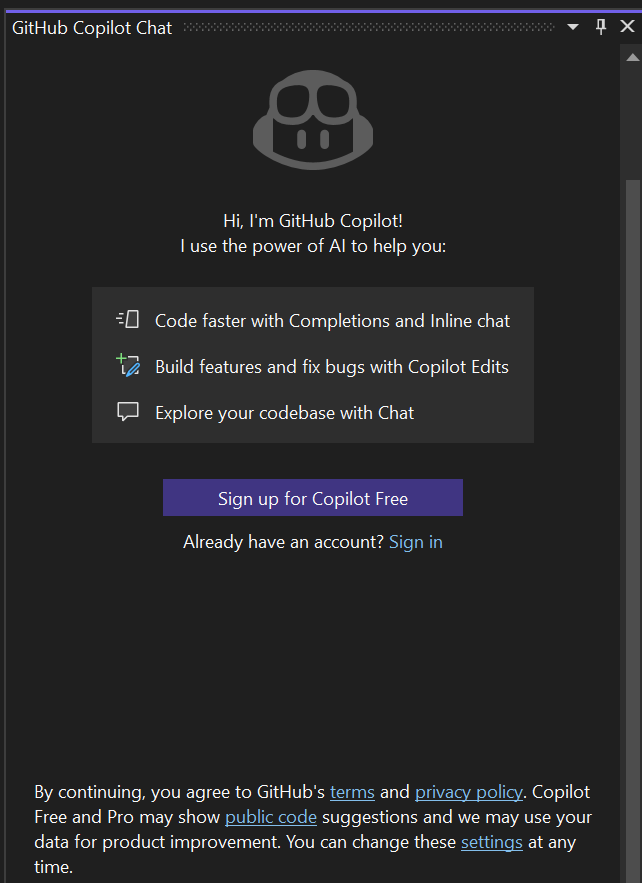 GitHub Copilot Chat
Hi, I'm GitHub Copilot!
I use the power of AI to help you:
Code faster with Completions and Inline chat
Build features and fix bugs with Copilot Edits
Explore your codebase with Chat
Sign up for Copilot Free
Already have an account? Sign in
By continuing, you agree to GitHub's terms and privacy policy. Copilot
Free and Pro may show public code suggestions and we may use your
data for product improvement. You can change these settings at any
time.